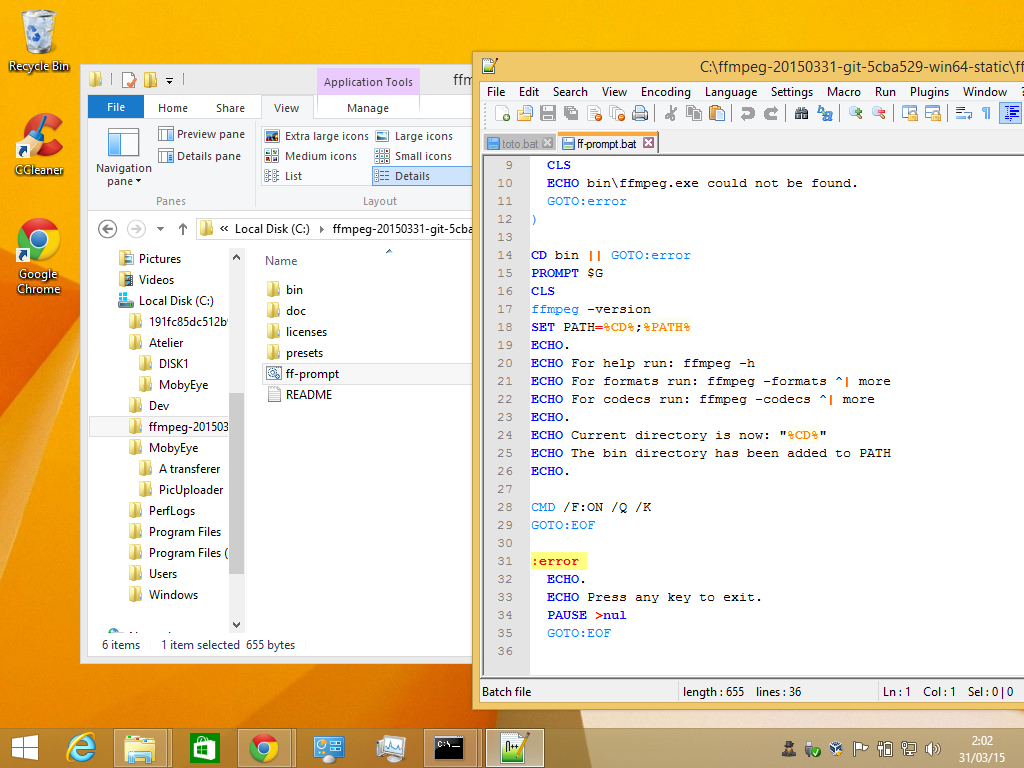 Recycle Bin
CCleaner
Google
Chrome
Application Tools
File
Home
Share
View
Manage
Navigation
pane
Preview pane
Details pane
Panes
Extra large icons
Large icons
Medium icons
Small icons
List
Details
Layout
« Local Disk (C:)
ffmpeg-20150331-git-5cba
Pictures
Videos
Local Disk (C:)
Atelier
DISK1
MobyEye
Dev
ffmpeg-201503
MobyEye
A transferer
PicUploader
PerfLogs
Program Files
Program Files (
Users
Windows
Name
bin
doc
licenses
presets
ff-prompt
README
6 items
1 item selected 655 bytes
C:\ffmpeg-20150331-git-5cba529-win64-static\ff
File Edit Search View Encoding Language Settings Macro Run Plugins Window ?
toto.bat
ff-prompt.bat
9 CLS
10 ECHO bin\ffmpeg.exe could not be found.
11 GOTO:error
12 )
13
14 CD bin || GOTO:error
15 PROMPT $G
16 CLS
17 ffmpeg -version
18 SET PATH=%CD%;%PATH%
19 ECHO.
20 ECHO For help run: ffmpeg -h
21 ECHO For formats run: ffmpeg -formats ^| more
22 ECHO For codecs run: ffmpeg -codecs ^| more
23 ECHO.
24 ECHO Current directory is now: "%CD%"
25 ECHO The bin directory has been added to PATH
26 ECHO.
27
28 CMD /F:ON /Q /K
29 GOTO:EOF
30
31 :error
32 ECHO.
33 ECHO Press any key to exit.
34 PAUSE >nul
35 GOTO:EOF
36
Batch file
length : 655 lines : 36
Ln : 1 Col : 1 Sel : 0 | 0
2:02
31/03/15